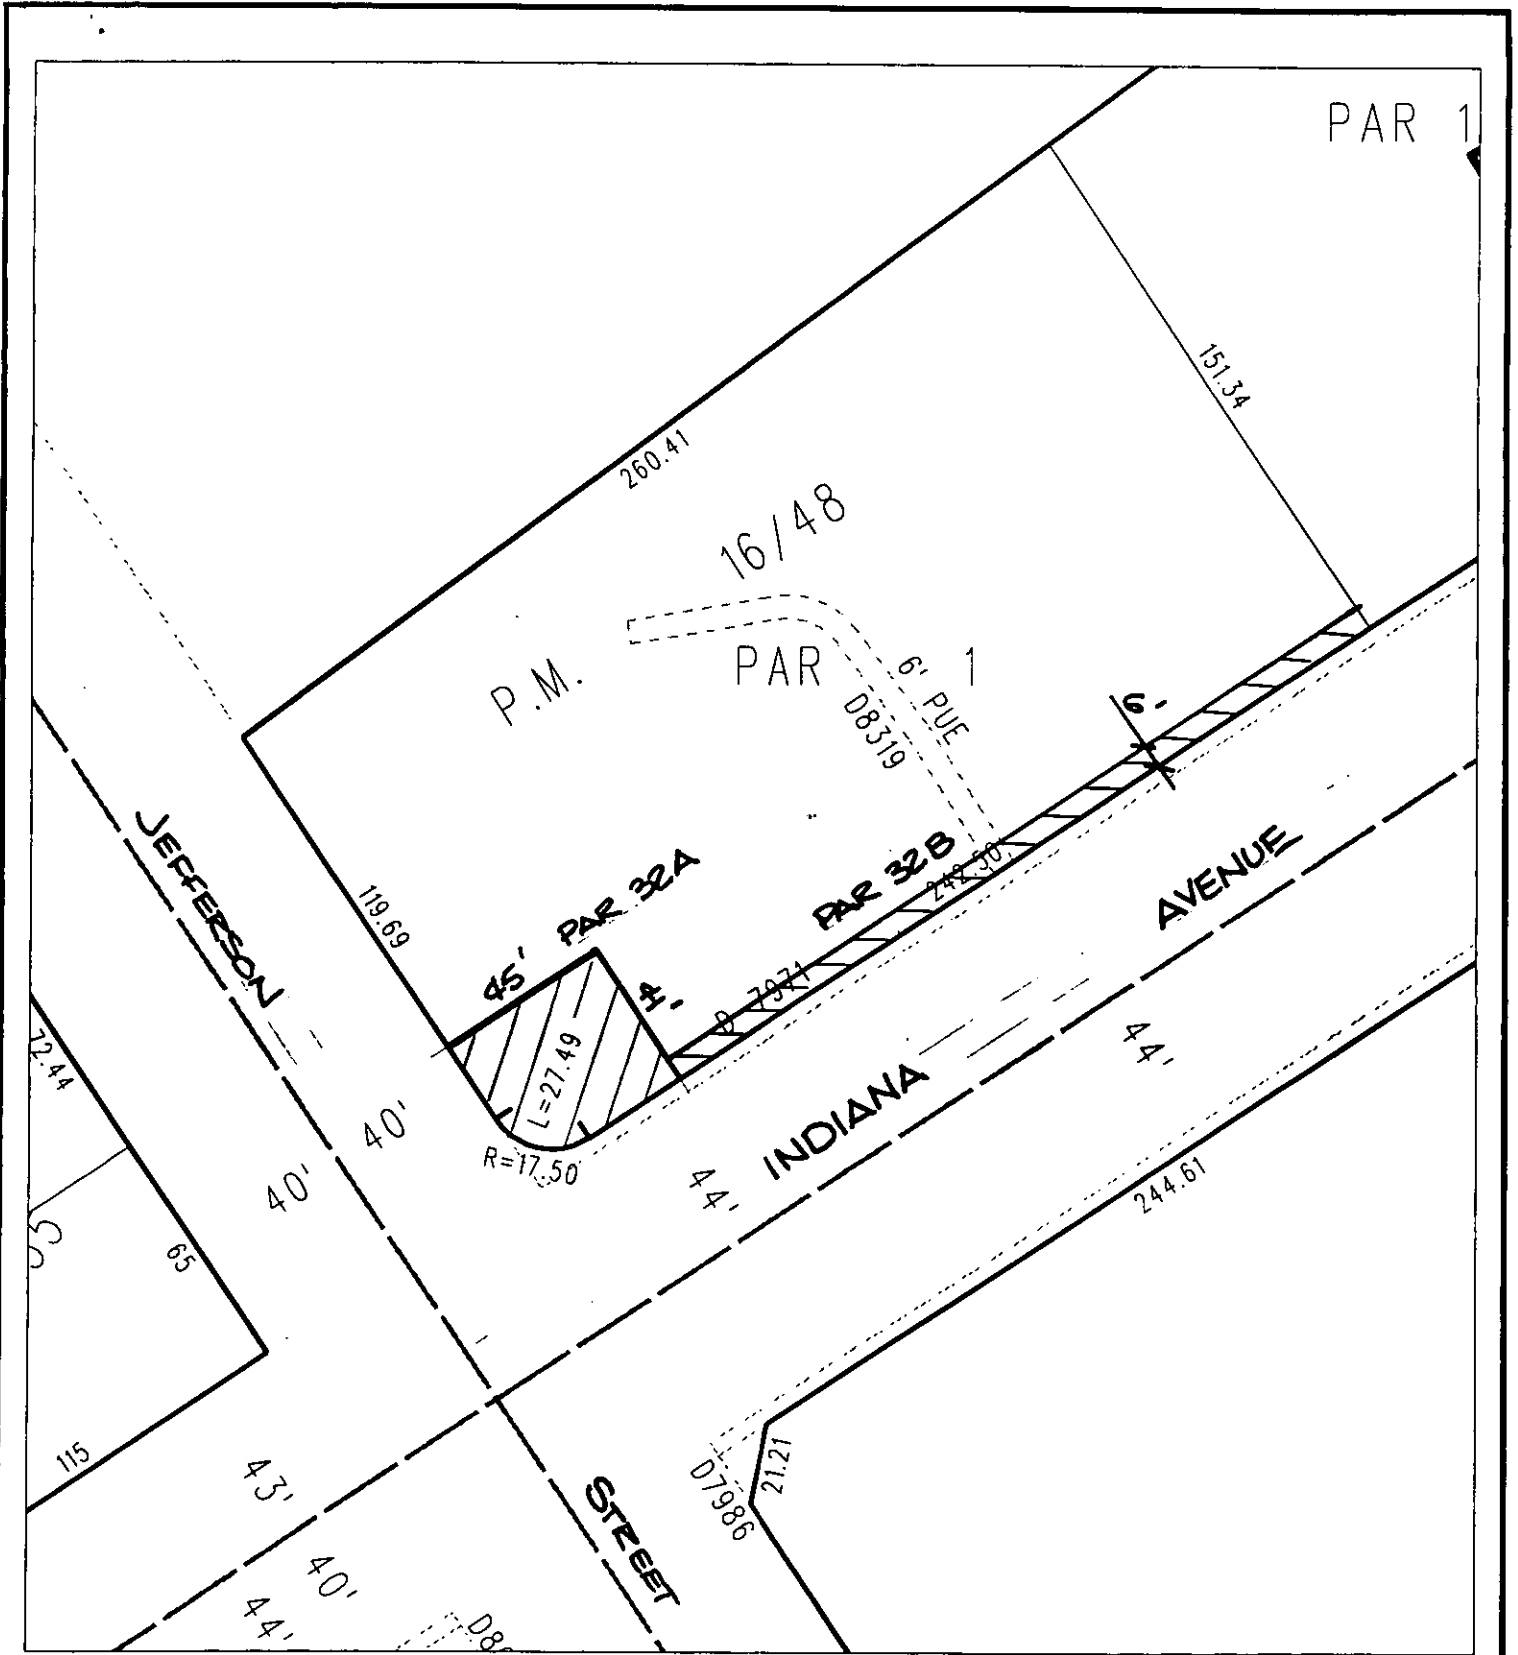 PAR 1
151.34
260.41
16/48
P.M.
PAR 1
6' PUE
D8319
6'
JEFFERSON
119.69
45'
PAR 32A
PAR 32B
242.50
AVENUE
D 7971
L=27.49
R=17.50
72.44
40'
40'
44'
INDIANA
44'
65
244.61
115
43'
21.21
D7986
STREET
40'
44'